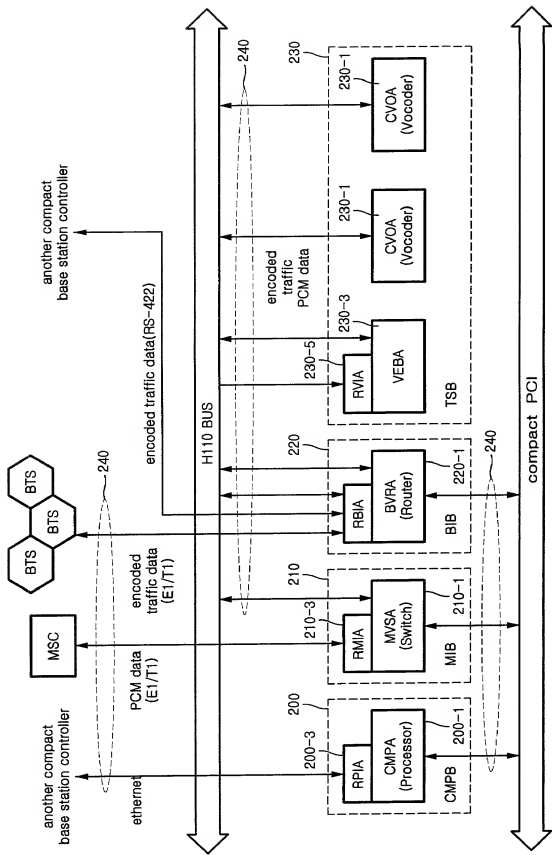 another compact
base station controller
MSC
BTS
BTS
BTS
another compact
base station controller
240
ethernet
PCM data
(E1/T1)
encoded
traffic data
(E1/T1)
encoded traffic data(RS-422)
H110 BUS
240
encoded
traffic
PCM data
200
200-3
RPIA
CMPA
(Processor)
200-1
CMPB
210
210-3
RMIA
MVSA
(Switch)
210-1
MIB
220
RBIA
BVRA
(Router)
220-1
BIB
230
230-5
RVIA
230-3
VEBA
230-1
CVOA
(Vocoder)
230-1
CVOA
(Vocoder)
TSB
240
compact PCI